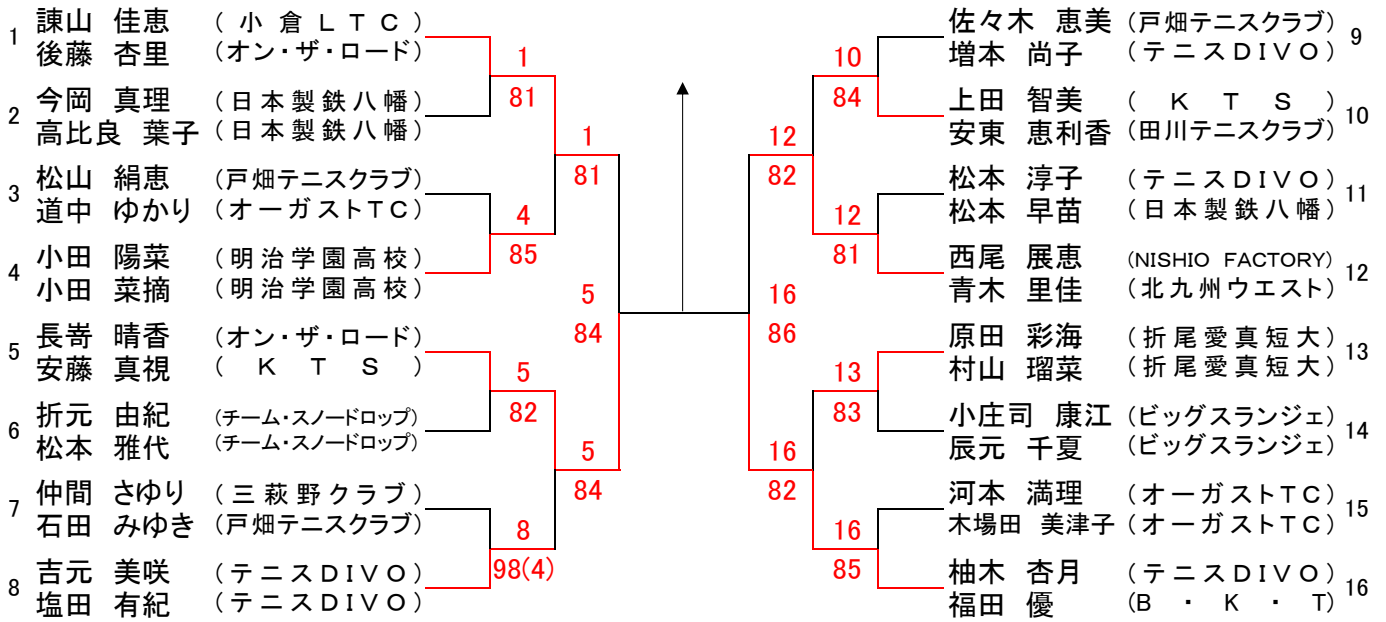 1
諌山 佳恵 (小倉LTC)
後藤 杏里 (オン・ザ・ロード)
2
今岡 真理 (日本製鉄八幡)
高比良 葉子 (日本製鉄八幡)
3
松山 絹恵 (戸畑テニスクラブ)
道中 ゆかり (オーガストTC)
4
小田 陽菜 (明治学園高校)
小田 菜摘 (明治学園高校)
5
長嵜 晴香 (オン・ザ・ロード)
安藤 真視 (KTS)
6
折元 由紀 (チーム・スノードロップ)
松本 雅代 (チーム・スノードロップ)
7
仲間 さゆり (三萩野クラブ)
石田 みゆき (戸畑テニスクラブ)
8
吉元 美咲 (テニスDIVO)
塩田 有紀 (テニスDIVO)
1
81
4
85
5
82
8
98(4)
1
81
5
84
5
84
16
86
12
82
16
82
10
84
12
81
13
83
16
85
佐々木 恵美 (戸畑テニスクラブ)
増本 尚子 (テニスDIVO)
9
上田 智美 (KTS)
安東 恵利香 (田川テニスクラブ)
10
松本 淳子 (テニスDIVO)
松本 早苗 (日本製鉄八幡)
11
西尾 展恵 (NISHIO FACTORY)
青木 里佳 (北九州ウエスト)
12
原田 彩海 (折尾愛真短大)
村山 瑠菜 (折尾愛真短大)
13
小庄司 康江 (ビッグスランジェ)
辰元 千夏 (ビッグスランジェ)
14
河本 満理 (オーガストTC)
木場田 美津子 (オーガストTC)
15
柚木 杏月 (テニスDIVO)
福田 優 (B・K・T)
16